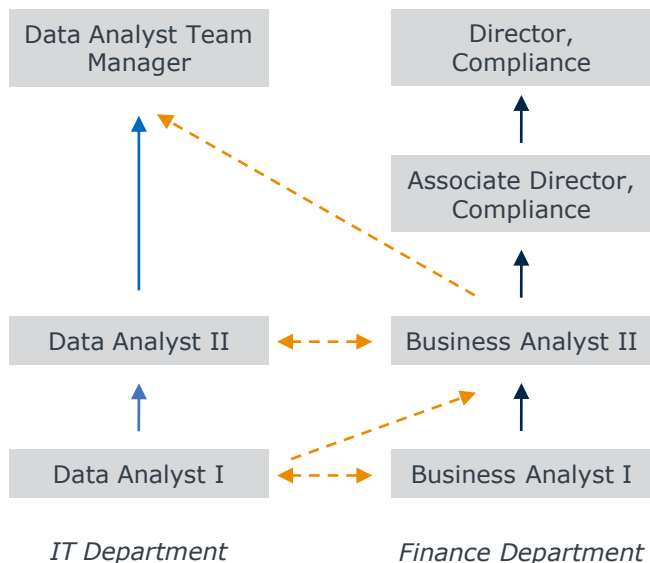 Data Analyst Team
Manager
Director,
Compliance
Associate Director,
Compliance
Data Analyst II
Business Analyst II
Data Analyst I
Business Analyst I
IT Department
Finance Department